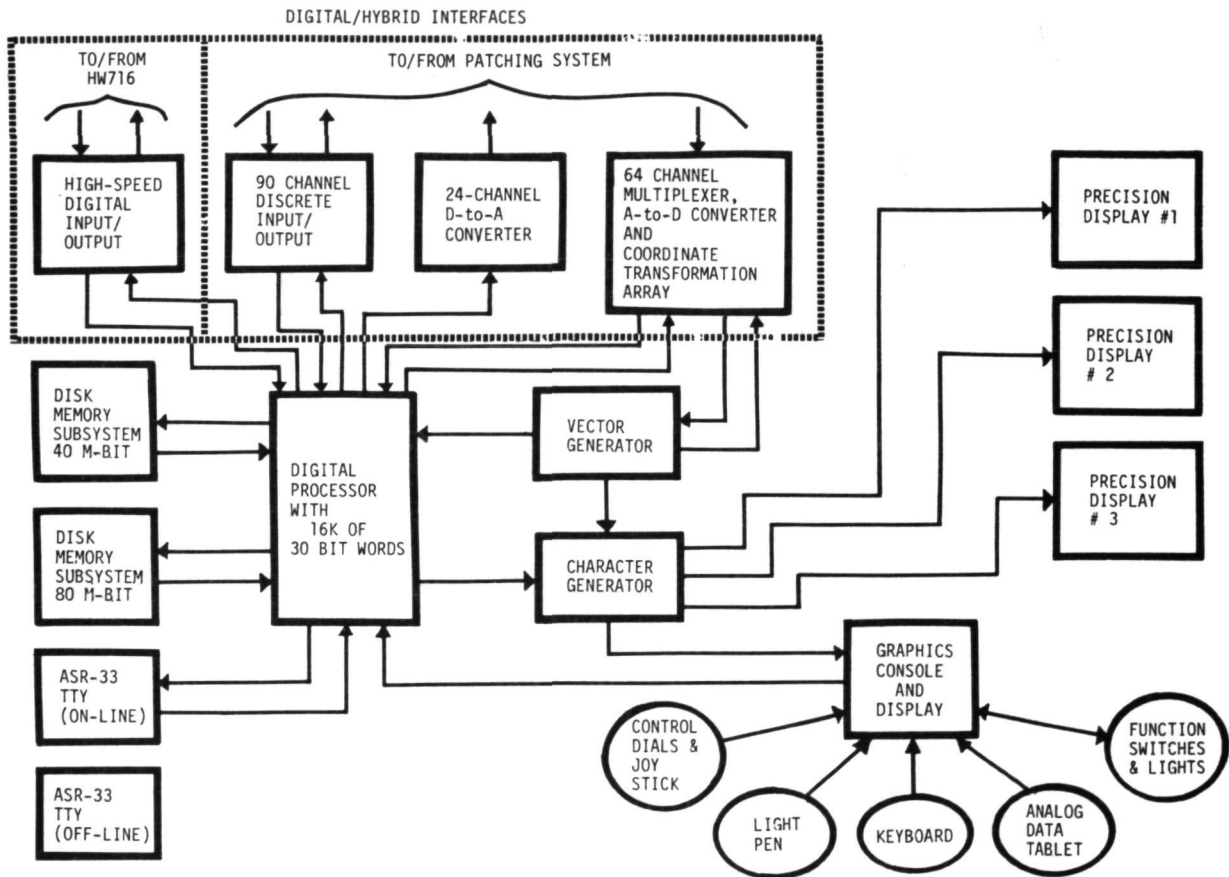 DIGITAL/HYBRID INTERFACES
TO/FROM
HW716
TO/FROM PATCHING SYSTEM
HIGH-SPEED
DIGITAL
INPUT/
OUTPUT
90 CHANNEL
DISCRETE
INPUT/
OUTPUT
24-CHANNEL
D-to-A
CONVERTER
64 CHANNEL
MULTIPLEXER,
A-to-D CONVERTER
AND
COORDINATE
TRANSFORMATION
ARRAY
PRECISION
DISPLAY #1
PRECISION
DISPLAY
# 2
PRECISION
DISPLAY
# 3
DISK
MEMORY
SUBSYSTEM
40 M-BIT
DISK
MEMORY
SUBSYSTEM
80 M-BIT
DIGITAL
PROCESSOR
WITH
16K OF
30 BIT WORDS
VECTOR
GENERATOR
CHARACTER
GENERATOR
ASR-33
TTY
(ON-LINE)
ASR-33
TTY
(OFF-LINE)
GRAPHICS
CONSOLE
AND
DISPLAY
CONTROL
DIALS &
JOY
STICK
LIGHT
PEN
KEYBOARD
ANALOG
DATA
TABLET
FUNCTION
SWITCHES
& LIGHTS